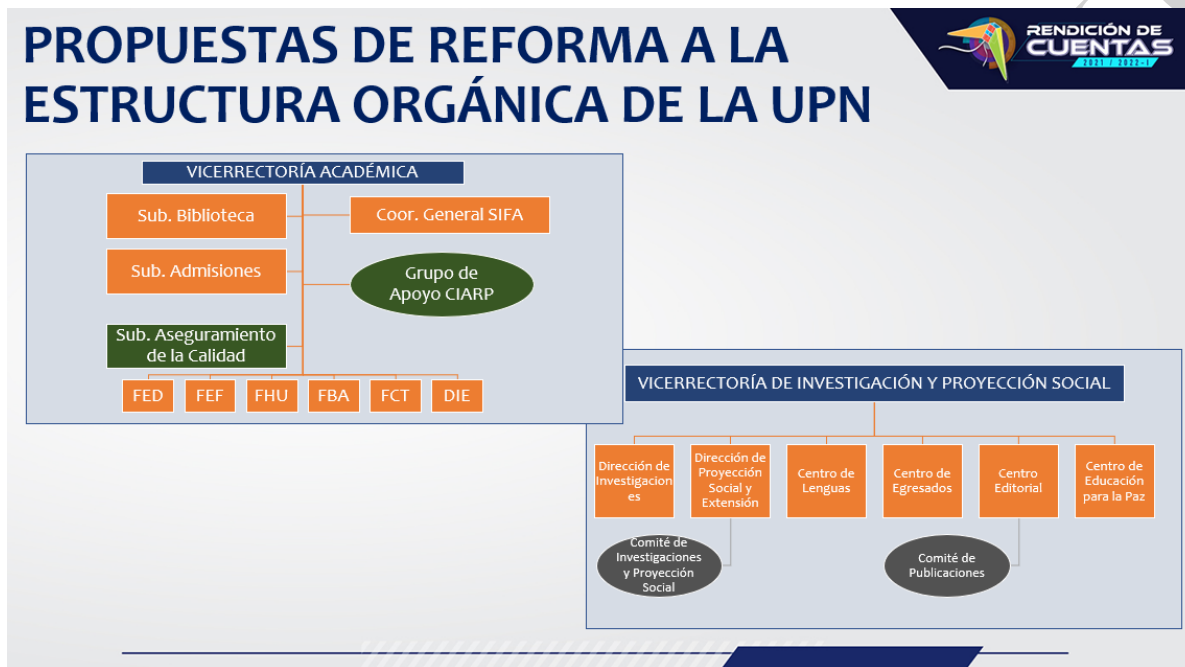 PROPUESTAS DE REFORMA A LA
ESTRUCTURA ORGÁNICA DE LA UPN
RENDICIÓN DE
CUENTAS
2021 / 2022-1
VICERRECTORÍA ACADÉMICA
Sub. Biblioteca
Coor. General SIFA
Sub. Admisiones
Grupo de
Apoyo CIARP
Sub. Aseguramiento
de la Calidad
FED
FEF
FHU
FBA
FCT
DIE
VICERRECTORÍA DE INVESTIGACIÓN Y PROYECCIÓN SOCIAL
Dirección de
Investigacion
es
Dirección de
Proyección
Social y
Extensión
Centro de
Lenguas
Centro de
Egresados
Centro
Editorial
Centro de
Educación
para la Paz
Comité de
Investigaciones
y Proyección
Social
Comité de
Publicaciones